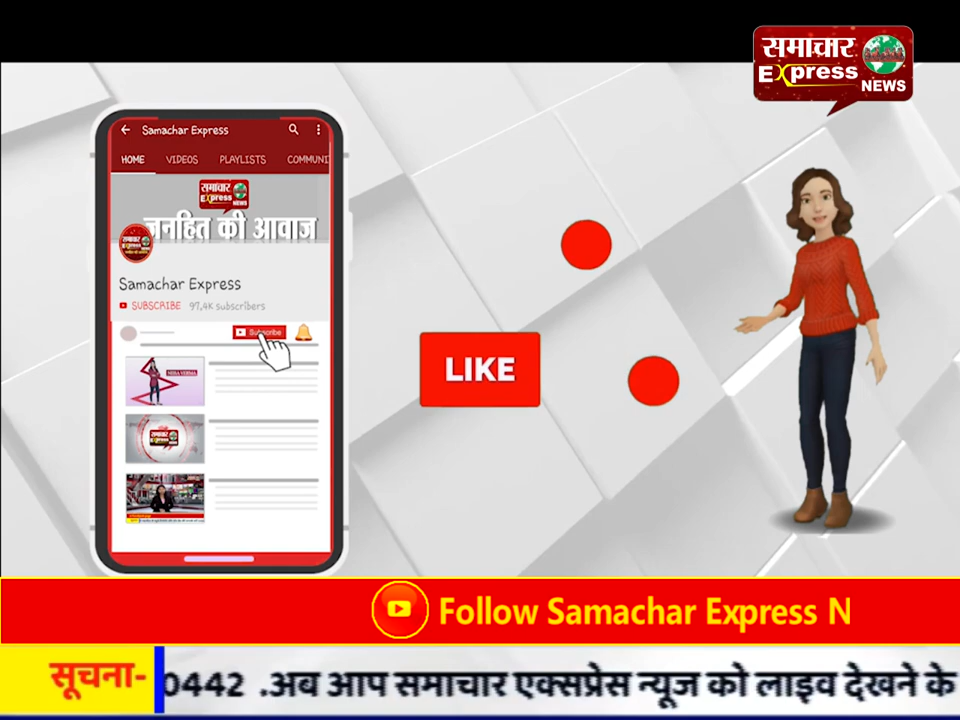 समाचार
Express
NEWS
Samachar Express
HOME VIDEOS PLAYLISTS COMMUNI
समाचार
Express
NEWS
जनहित की आवाज
Samachar Express
SUBSCRIBE 97.4K subscribers
Subscribe
LIKE
Follow Samachar Express N
सूचना- 0442 .अब आप समाचार एक्सप्रेस न्यूज को लाइव देखने के